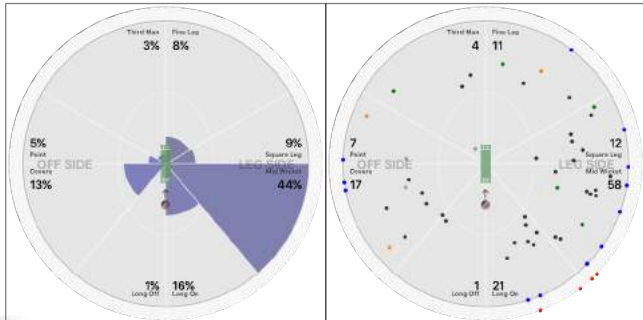 Third Man Fine Leg
3% 8%
5% 9%
Point Square Leg
OFF SIDE LEG SIDE
Covers Mid Wicket
13% 44%
1% 16%
Long Off Long On
Third Man Fine Leg
4 11
7 12
Point Square Leg
OFF SIDE LEG SIDE
Covers Mid Wicket
17 58
1 21
Long Off Long On